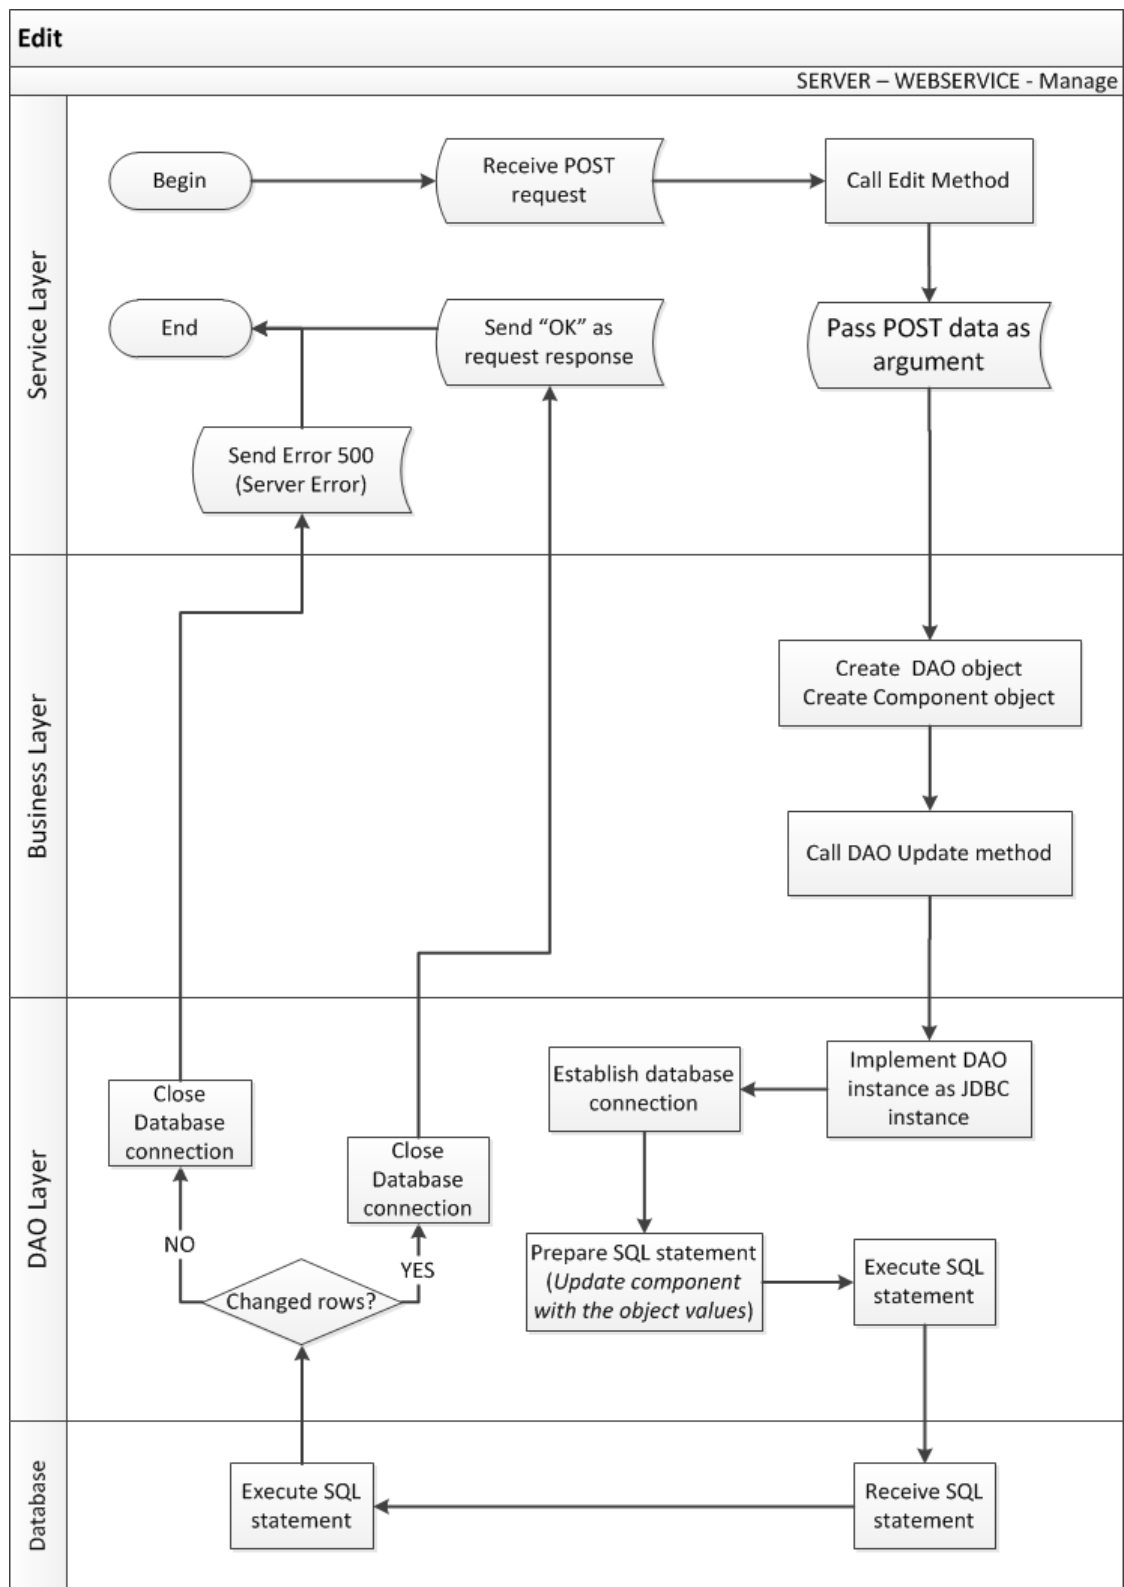 Edit
SERVER – WEBSERVICE - Manage
Service Layer
Begin
Receive POST
request
Call Edit Method
End
Send “OK” as
request response
Pass POST data as
argument
Send Error 500
(Server Error)
Business Layer
Create  DAO object
Create Component object
Call DAO Update method
DAO Layer
Implement DAO
instance as JDBC
instance
Establish database
connection
Close
Database
connection
Close
Database
connection
NO
YES
Changed rows?
Prepare SQL statement
(Update component
with the object values)
Execute SQL
statement
Database
Execute SQL
statement
Receive SQL
statement